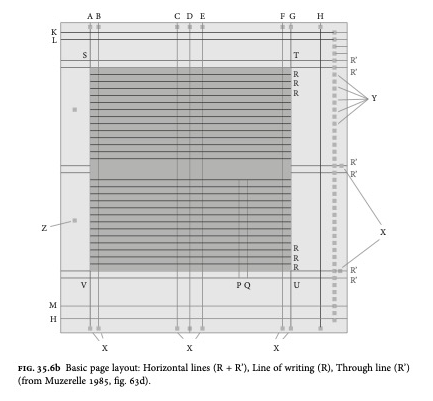 A B C D E F G H
K
L
S T R'
R R'
R
R Y
R'
R'
Z X
R
R
R R'
V P Q U R'
M
H
X X X
FIG. 35.6b Basic page layout: Horizontal lines (R + R'), Line of writing (R), Through line (R')
(from Muzerelle 1985, fig. 63d).